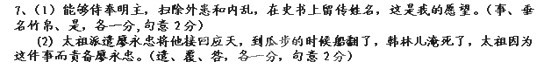 7、(1) 能够侍奉明主，扫除外患和内乱，在史书上留传姓名，这是我的愿望。（事、垂
名竹帛、是，各一分，句意 2 分）
(2) 太祖派遣廖永忠将他接回应天，到瓜步的时候船翻了，韩林儿淹死了，太祖因为
这件事而责备廖永忠。（遣、覆、咎，各一分，句意 2 分）